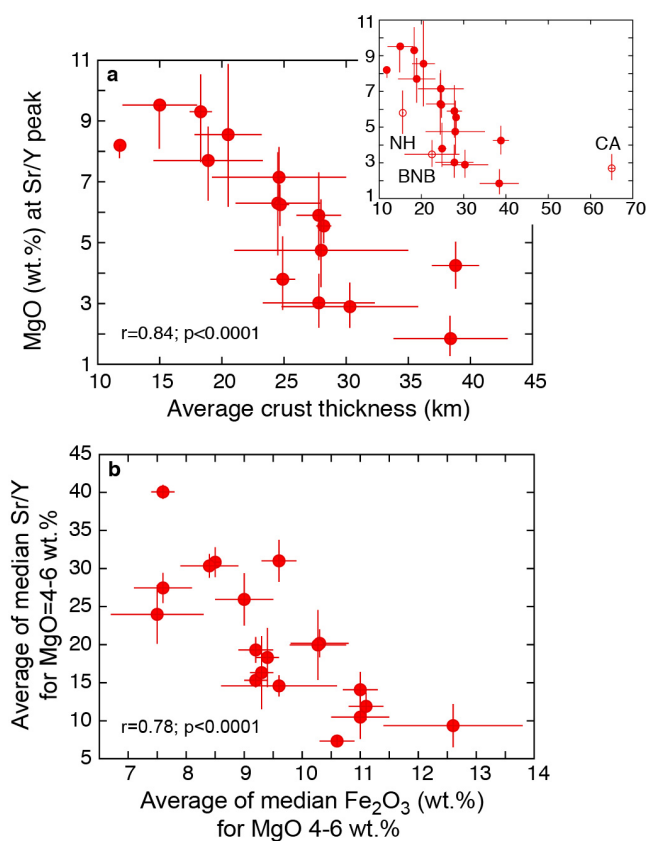 a
MgO (wt.%) at Sr/Y peak
11
9
7
5
3
1
r=0.84; p<0.0001
10 15 20 25 30 35 40 45
Average crust thickness (km)
11
9
7
5
3
1
NH
BNB
CA
10 20 30 40 50 60 70
b
Average of median Sr/Y
for MgO=4-6 wt.%
45
40
35
30
25
20
15
10
5
r=0.78; p<0.0001
7 8 9 10 11 12 13 14
Average of median Fe₂O₃ (wt.%)
for MgO 4-6 wt.%